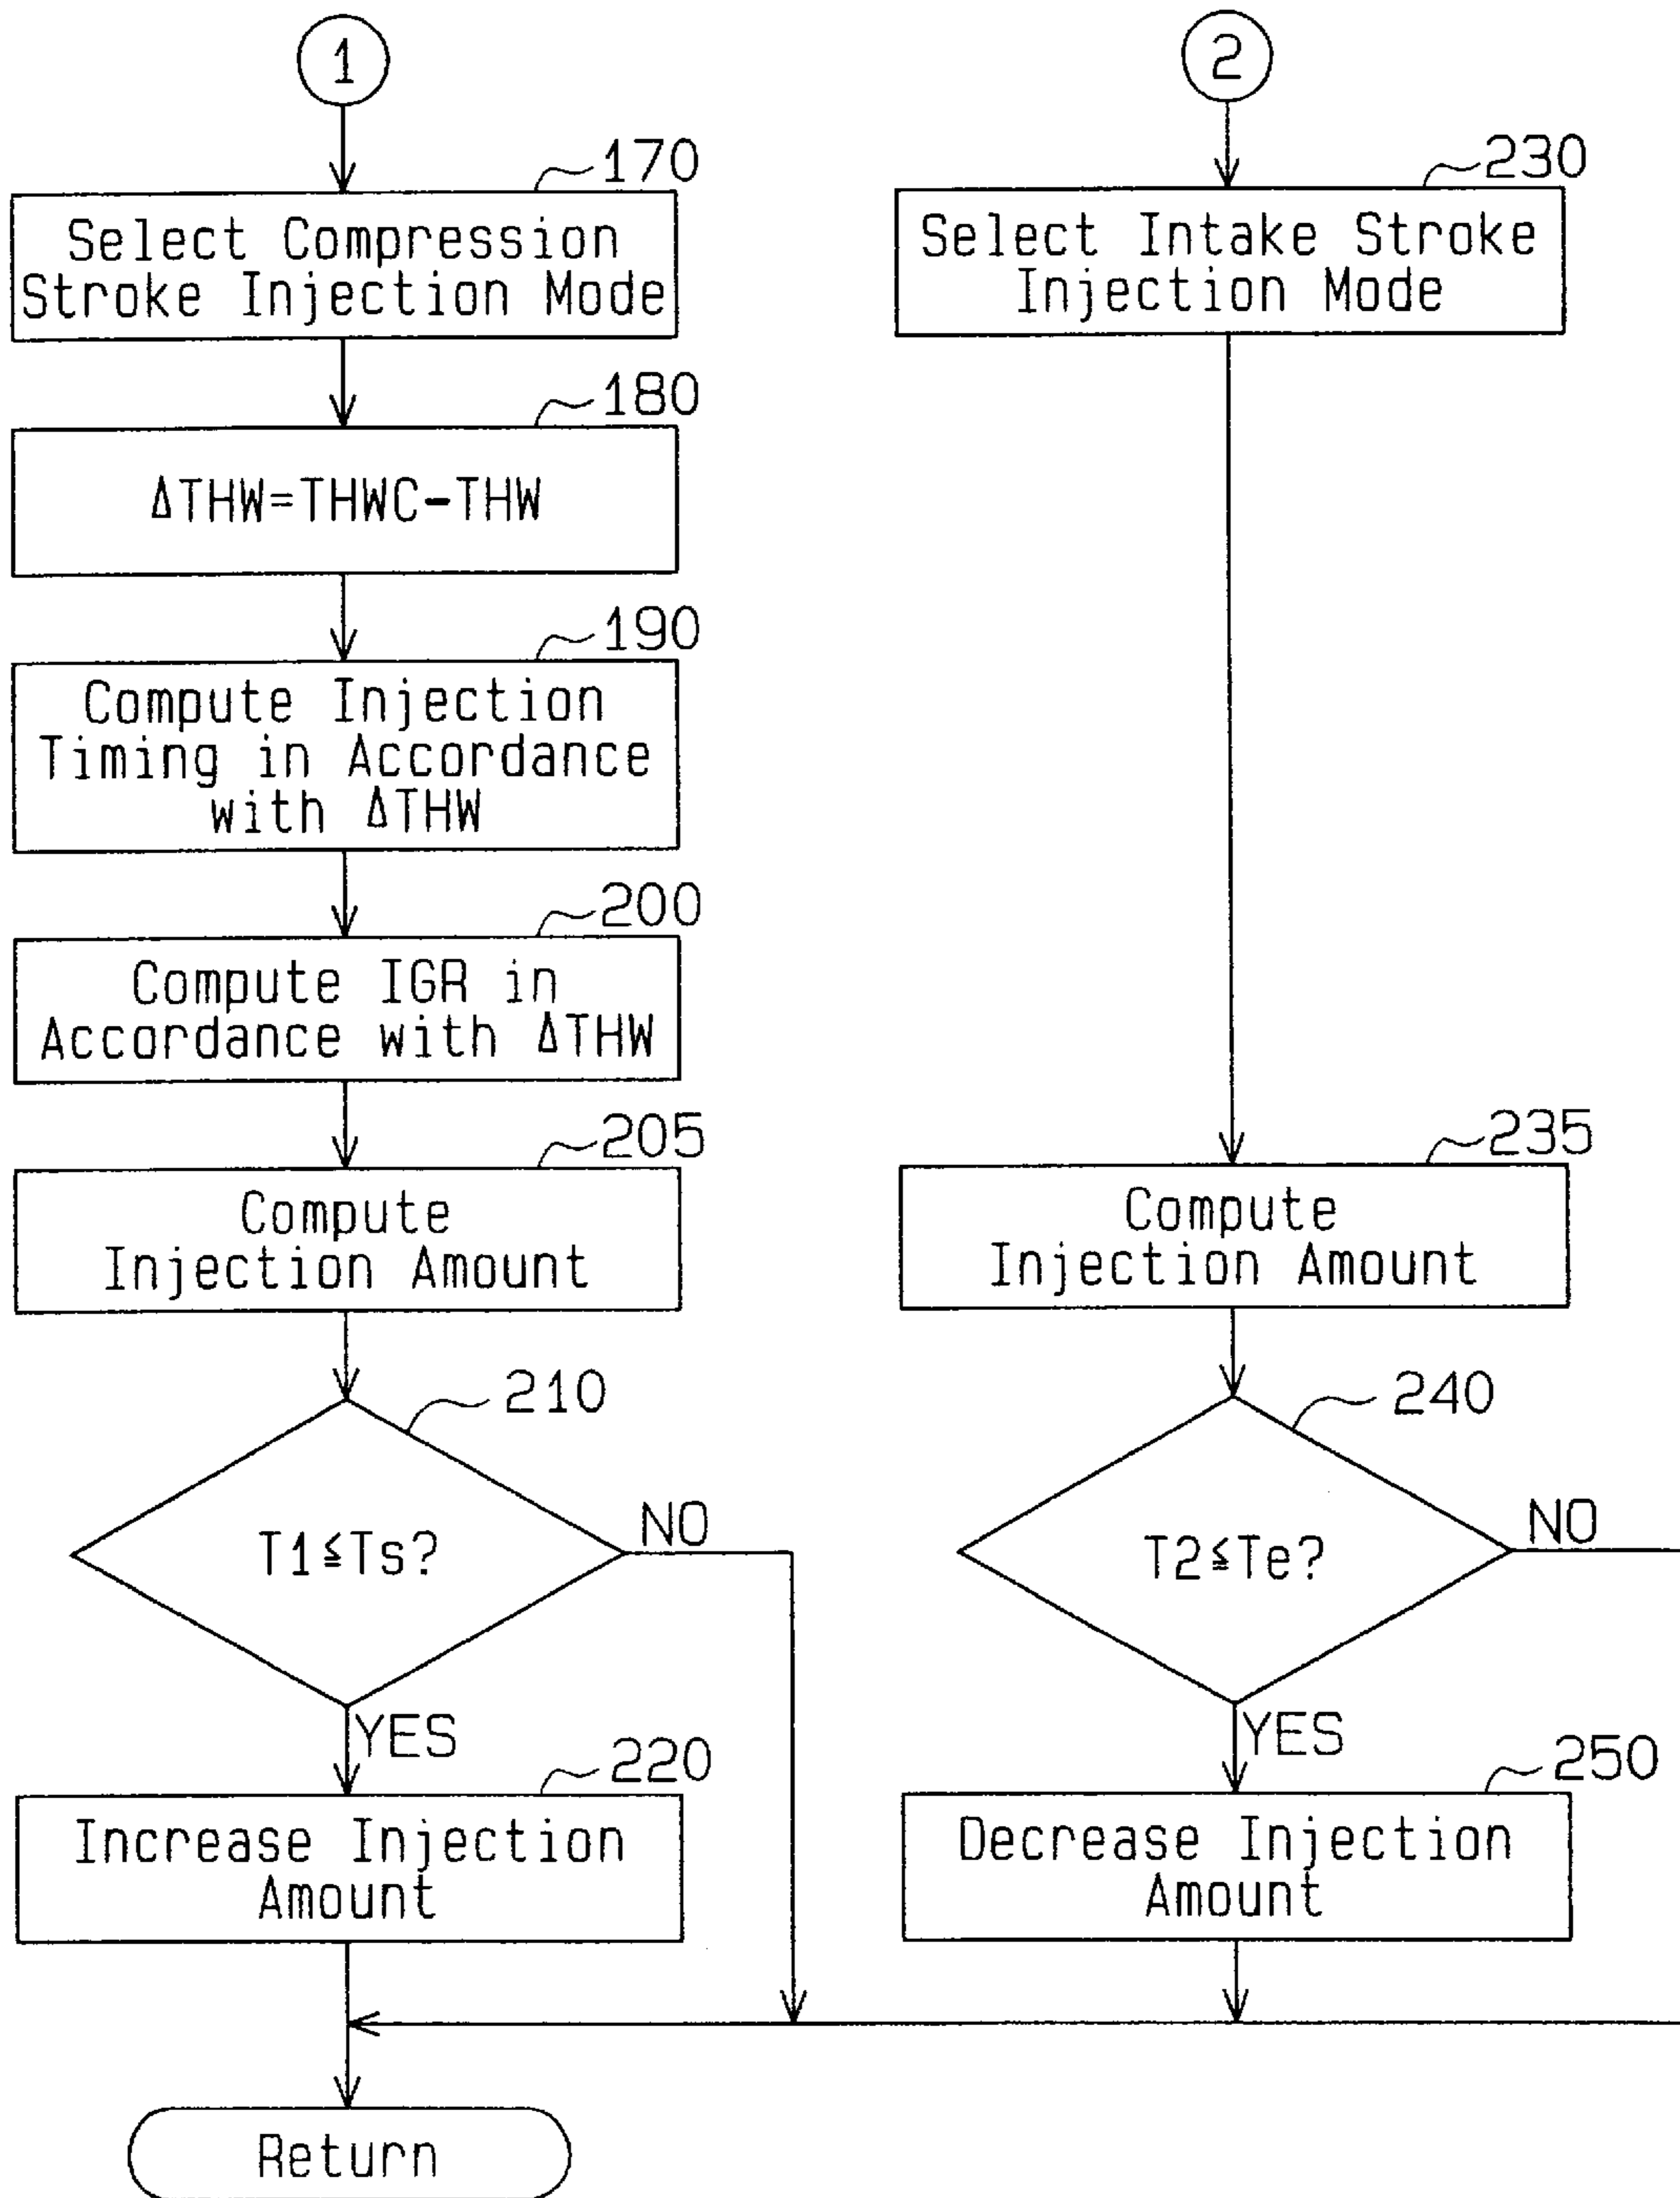 1
170
Select Compression
Stroke Injection Mode
180
ΔTHW=THWC-THW
190
Compute Injection
Timing in Accordance
with ΔTHW
200
Compute IGR in
Accordance with ΔTHW
205
Compute
Injection Amount
210
T1≦Ts?
NO
YES
220
Increase Injection
Amount
Return
2
230
Select Intake Stroke
Injection Mode
235
Compute
Injection Amount
240
T2≦Te?
NO
YES
250
Decrease Injection
Amount